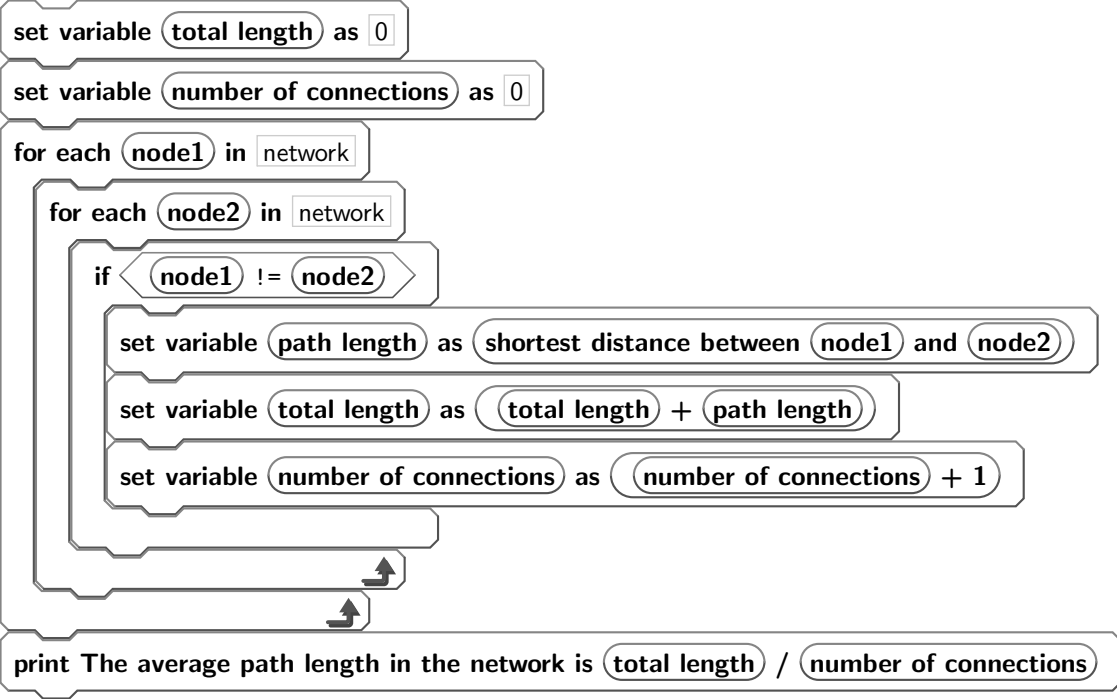 set variable total length as 0
set variable number of connections as 0
for each node1 in network
for each node2 in network
if node1 != node2
set variable path length as shortest distance between node1 and node2
set variable total length as total length + path length
set variable number of connections as number of connections + 1
print The average path length in the network is total length / number of connections